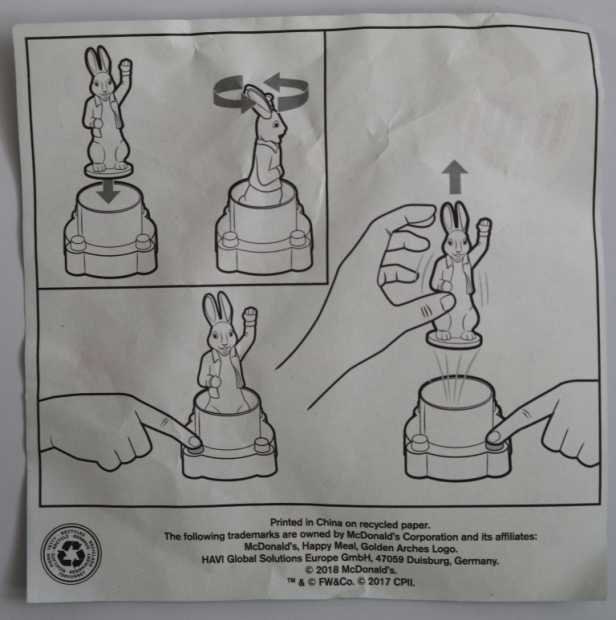 Printed in China on recycled paper.
The following trademarks are owned by McDonald's Corporation and its affiliates:
McDonald's, Happy Meal, Golden Arches Logo.
HAVI Global Solutions Europe GmbH, 47059 Duisburg, Germany.
© 2018 McDonald's.
™ & © FW&Co. © 2017 CPII.